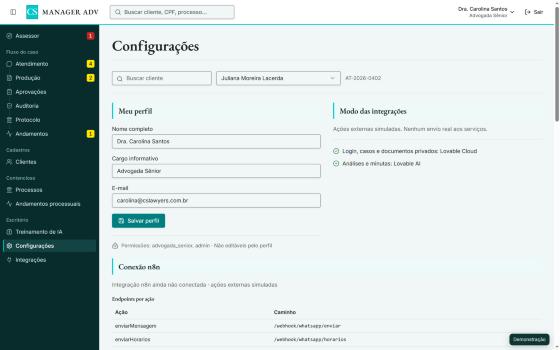 CS MANAGER ADV
Buscar cliente, CPF, processo...
Dra. Carolina Santos
Advogada Sênior
Sair
Assessor 1
Fluxo do caso
Atendimento 4
Produção 2
Aprovações
Auditoria
Protocolo
Andamentos 1
Cadastros
Clientes
Contencioso
Processos
Andamentos processuais
Escritório
Treinamento de IA
Configurações
Integrações
Configurações
Buscar cliente
Juliana Moreira Lacerda
AT-2026-0402
Meu perfil
Nome completo
Dra. Carolina Santos
Cargo informativo
Advogada Sênior
E-mail
carolina@cslawyers.com.br
Salvar perfil
Permissões: advogada_senior, admin · Não editáveis pelo perfil
Modo das integrações
Ações externas simuladas. Nenhum envio real aos serviços.
Login, casos e documentos privados: Lovable Cloud
Análises e minutas: Lovable AI
Conexão n8n
Integração n8n ainda não conectada · ações externas simuladas
Endpoints por ação
Ação Caminho
enviarMensagem /webhook/whatsapp/enviar
enviarHorarios /webhook/whatsapp/horarios
Demonstração